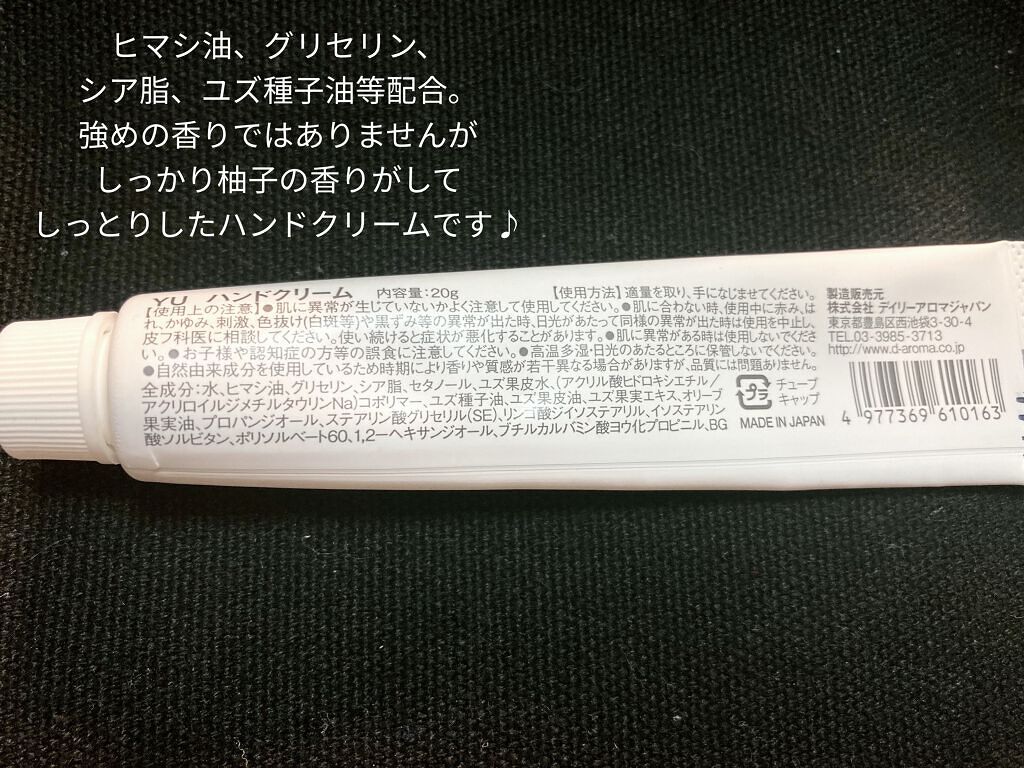 ヒマシ油、グリセリン、
シア脂、ユズ種子油等配合。
強めの香りではありませんが
しっかり柚子の香りがして
しっとりしたハンドクリームです♪
YU ハンドクリーム 内容量:20g
【使用方法】適量を取り、手になじませてください。
【使用上の注意】●肌に異常が生じていないかよく注意して使用してください。●肌に合わない時、使用中に赤み、は
れ、かゆみ、刺激、色抜け(白斑等)や黒ずみ等の異常が出た時、日光があたって同様の異常が出た時は使用を中止し、
皮フ科医に相談してください。使い続けると症状が悪化することがあります。●肌に異常がある時は使用しないでくださ
い。●お子様や認知症の方等の誤食に注意してください。●高温多湿・日光のあたるところに保管しないでください。
●自然由来成分を使用しているため時期により香りや質感が若干異なる場合がありますが、品質には問題ありません。
全成分:水、ヒマシ油、グリセリン、シア脂、セタノール、ユズ果皮水、(アクリル酸ヒドロキシエチル/
アクリロイルジメチルタウリンNa)コポリマー、ユズ種子油、ユズ果皮油、ユズ果実エキス、オリーブ
果実油、プロパンジオール、ステアリン酸グリセリル(SE)、リンゴ酸ジイソステアリル、イソステアリン
酸ソルビタン、ポリソルベート60、1,2-ヘキサンジオール、ブチルカルバミン酸ヨウ化プロピニル、BG
プラ
チューブ
キャップ
MADE IN JAPAN
製造販売元
株式会社 デイリーアロマジャパン
東京都豊島区西池袋3-30-4
TEL.03-3985-3713
http://www.d-aroma.co.jp
4 977369 610163